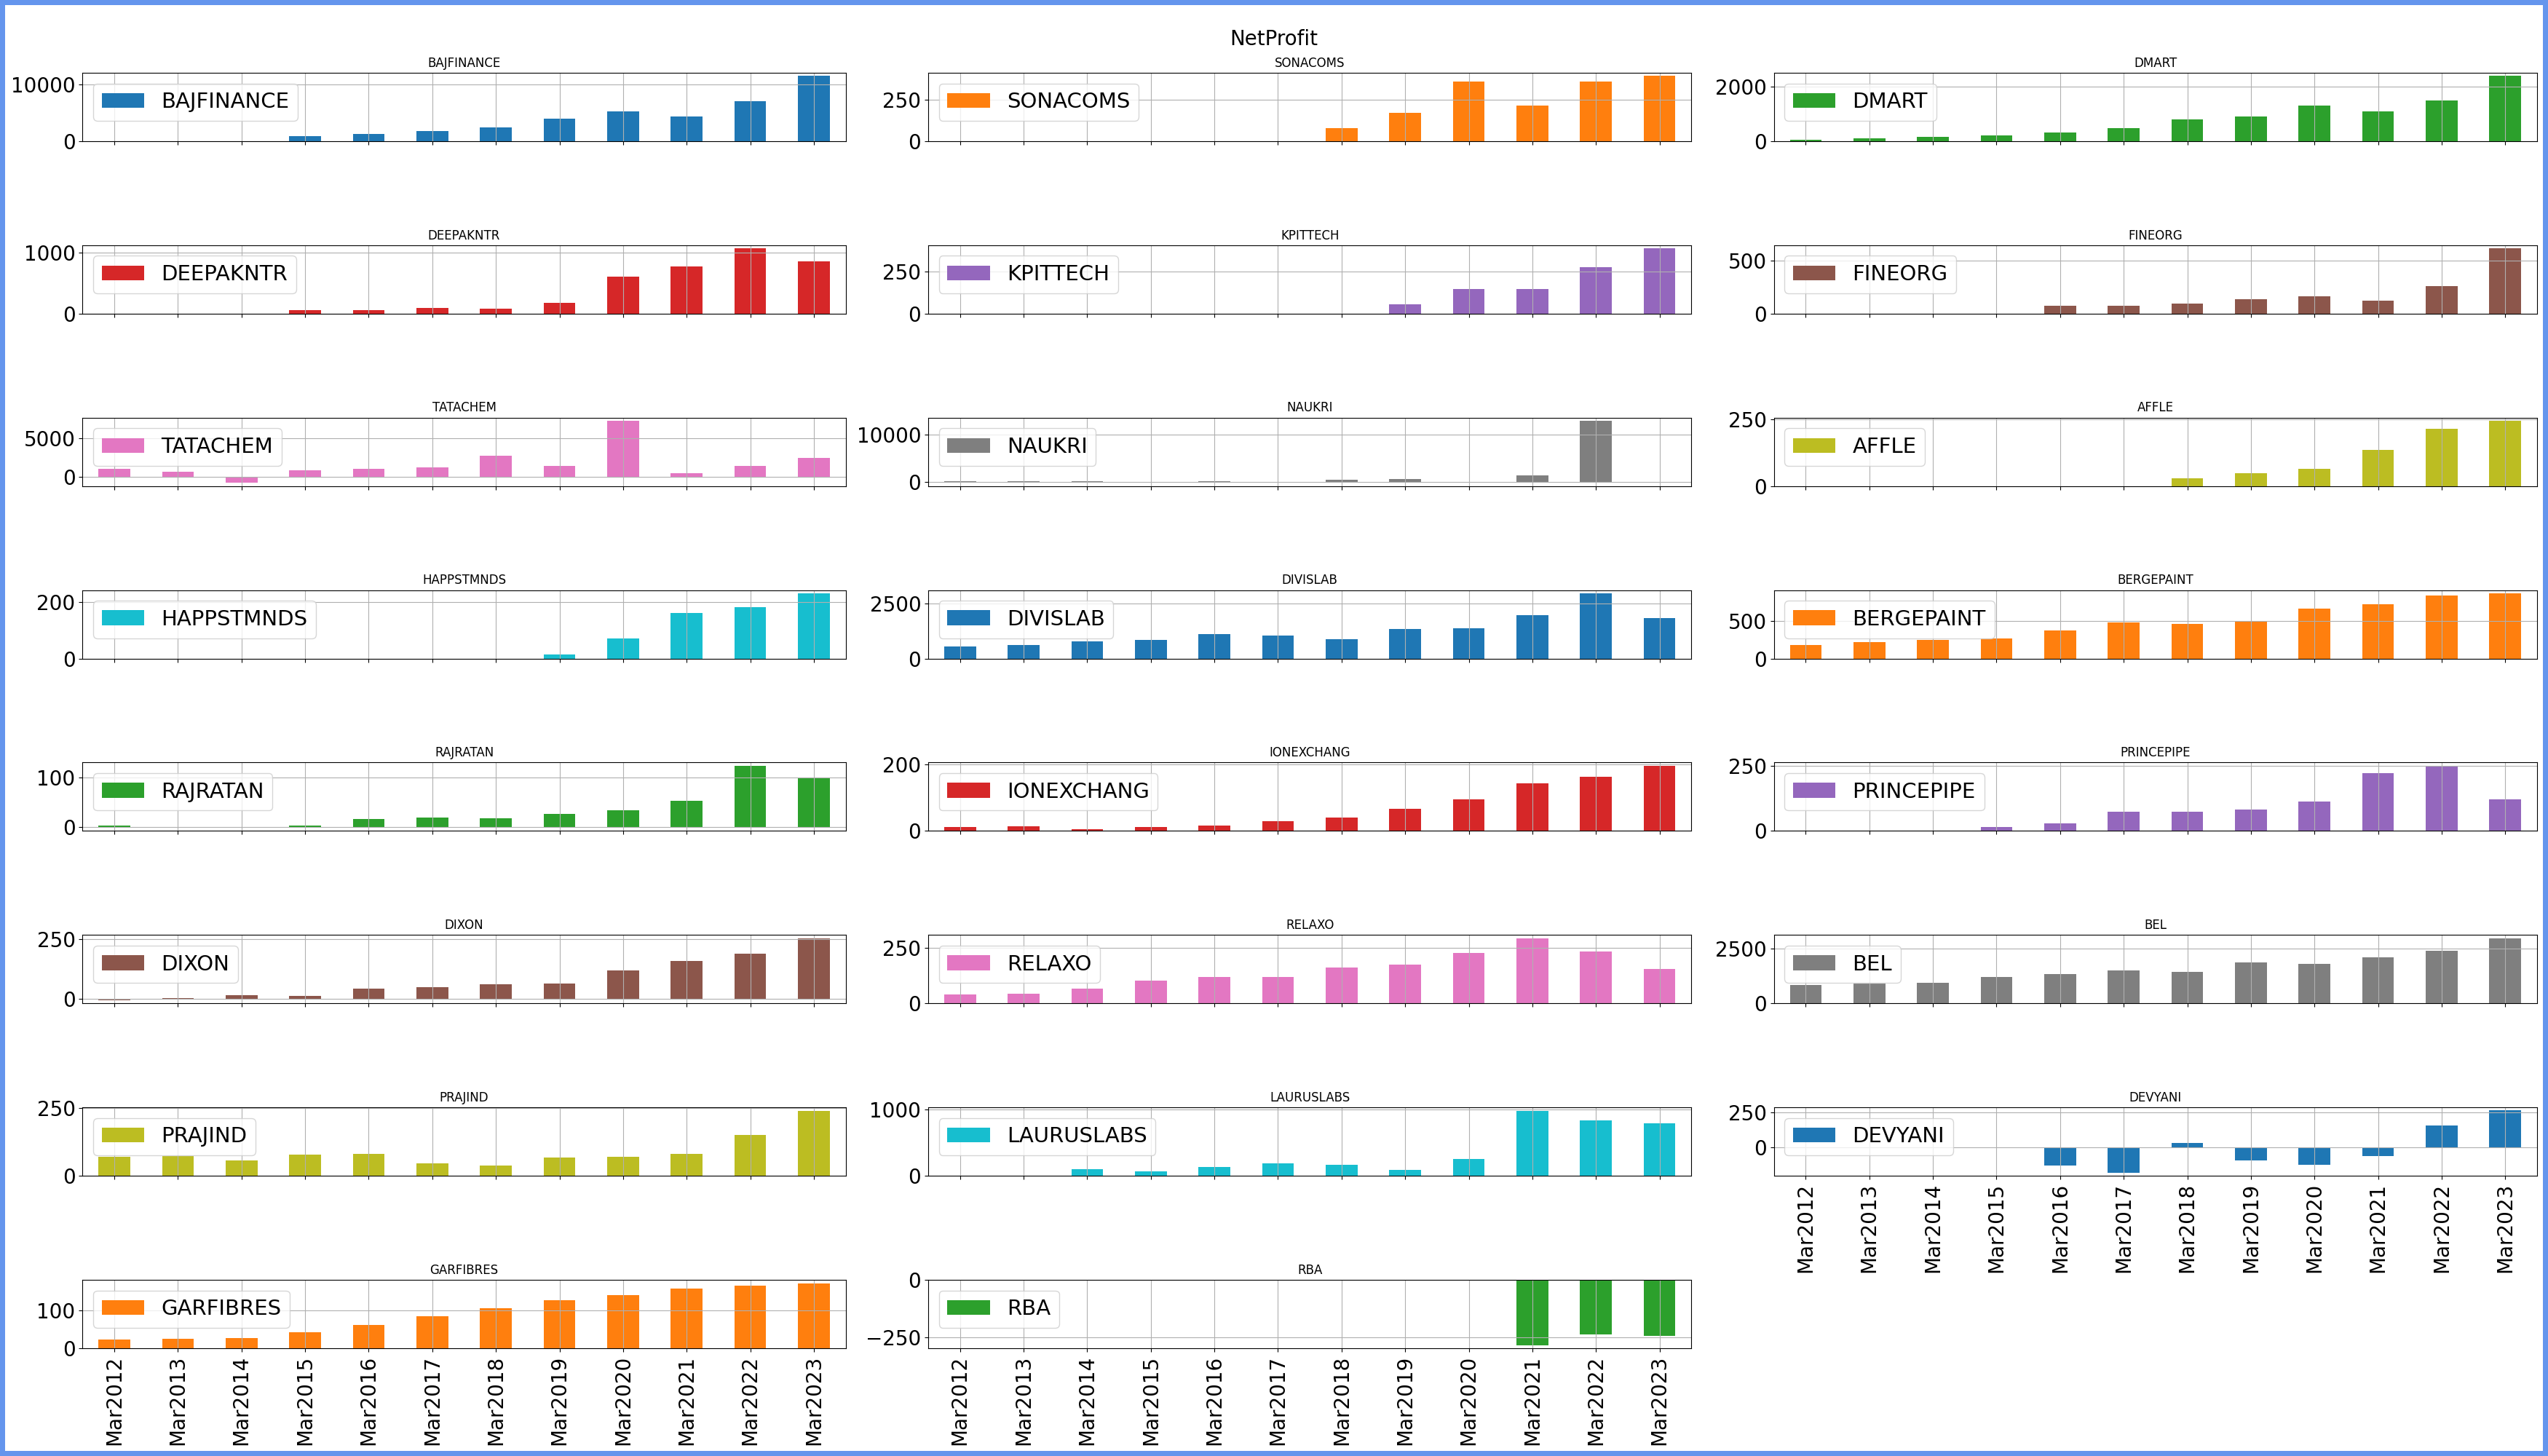 NetProfit
BAJFINANCE
10000
0
BAJFINANCE
SONACOMS
250
0
SONACOMS
DMART
2000
0
DMART
DEEPAKNTR
1000
0
DEEPAKNTR
KPITTECH
250
0
KPITTECH
FINEORG
500
0
FINEORG
TATACHEM
5000
0
TATACHEM
NAUKRI
10000
0
NAUKRI
AFFLE
250
0
AFFLE
HAPPSTMNDS
200
0
HAPPSTMNDS
DIVISLAB
2500
0
DIVISLAB
BERGEPAINT
500
0
BERGEPAINT
RAJRATAN
100
0
RAJRATAN
IONEXCHANG
200
0
IONEXCHANG
PRINCEPIPE
250
0
PRINCEPIPE
DIXON
250
0
DIXON
RELAXO
250
0
RELAXO
BEL
2500
0
BEL
PRAJIND
250
0
PRAJIND
LAURUSLABS
1000
0
LAURUSLABS
DEVYANI
250
0
DEVYANI
Mar2012
Mar2013
Mar2014
Mar2015
Mar2016
Mar2017
Mar2018
Mar2019
Mar2020
Mar2021
Mar2022
Mar2023
GARFIBRES
100
0
GARFIBRES
Mar2012
Mar2013
Mar2014
Mar2015
Mar2016
Mar2017
Mar2018
Mar2019
Mar2020
Mar2021
Mar2022
Mar2023
RBA
0
−250
RBA
Mar2012
Mar2013
Mar2014
Mar2015
Mar2016
Mar2017
Mar2018
Mar2019
Mar2020
Mar2021
Mar2022
Mar2023